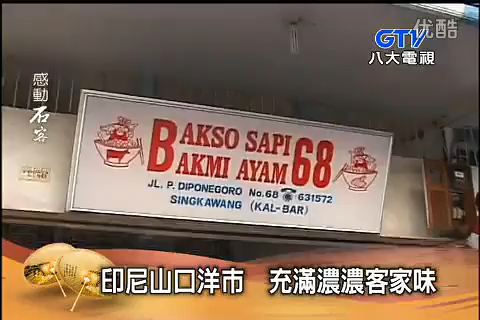 优酷
GTV
八大電視
感動石客
BAKSO SAPI
BAKMI AYAM 68
JL. P. DIPONEGORO No. 68 ☎ 631572
SINGKAWANG (KAL-BAR)
印尼山口洋市 充滿濃濃客家味